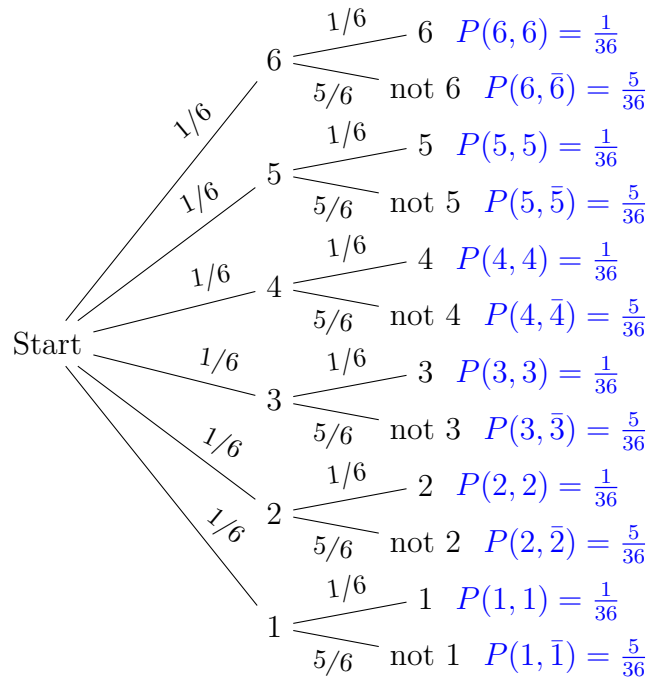 1/6 6 P(6, 6) = 1/36
6
1/6 5/6 not 6 P(6, 6̄) = 5/36
1/6 5 P(5, 5) = 1/36
5
1/6 5/6 not 5 P(5, 5̄) = 5/36
1/6 4 P(4, 4) = 1/36
1/6 4
5/6 not 4 P(4, 4̄) = 5/36
Start
1/6 1/6 3 P(3, 3) = 1/36
3
5/6 not 3 P(3, 3̄) = 5/36
1/6
1/6 2 P(2, 2) = 1/36
2
1/6 5/6 not 2 P(2, 2̄) = 5/36
1/6 1 P(1, 1) = 1/36
1
5/6 not 1 P(1, 1̄) = 5/36